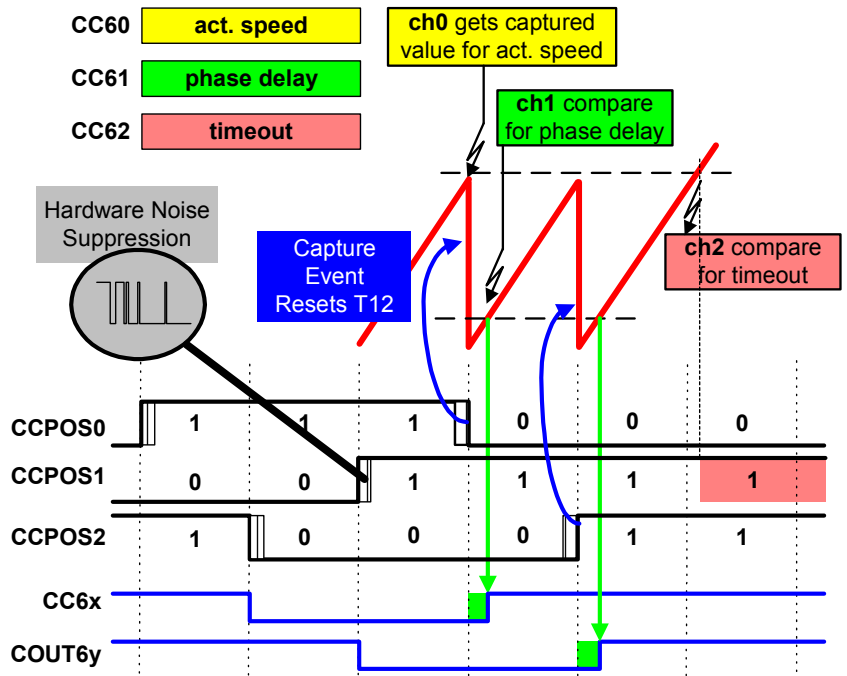 CC60 act. speed
CC61 phase delay
CC62 timeout
ch0 gets captured
value for act. speed
ch1 compare
for phase delay
Hardware Noise
Suppression
Capture
Event
Resets T12
ch2 compare
for timeout
CCPOS0 1 1 1 0 0 0
CCPOS1 0 0 1 1 1 1
CCPOS2 1 0 0 0 1 1
CC6x
COUT6y